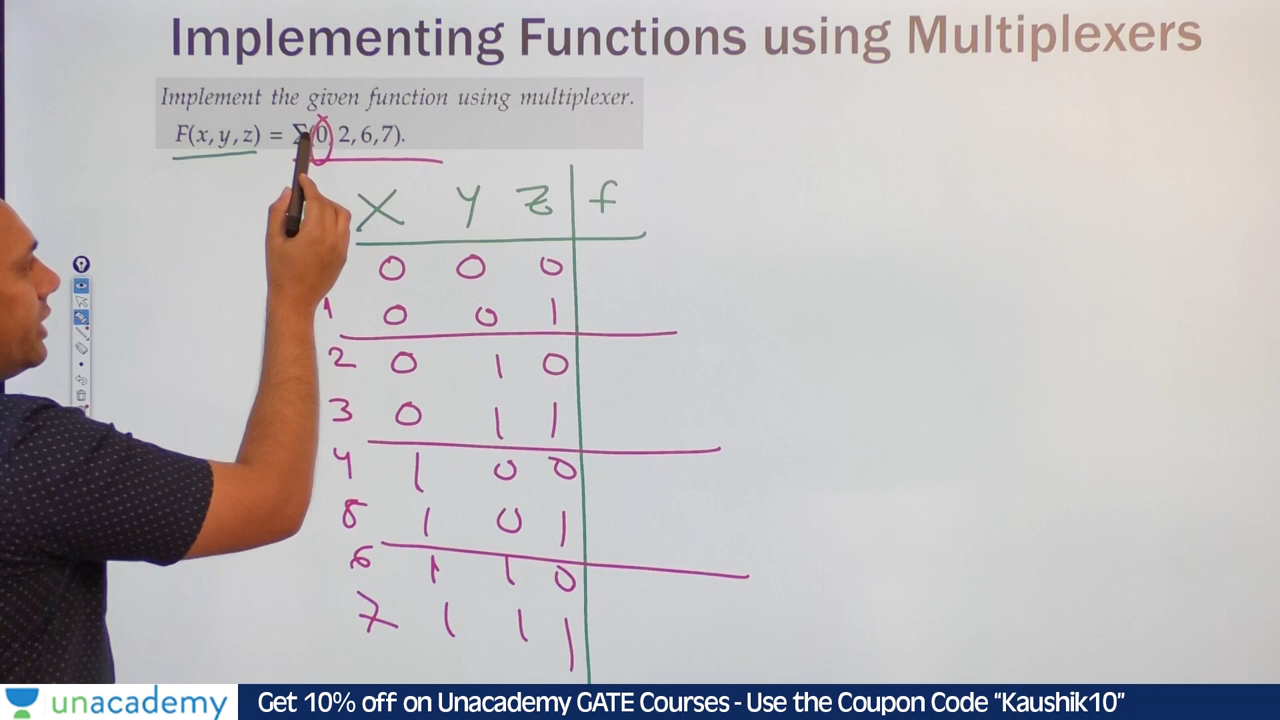 Implementing Functions using Multiplexers
Implement the given function using multiplexer.
F(x, y, z) = Σ(0, 2, 6, 7).
X Y Z f
0 0 0
1 0 0 1
2 0 1 0
3 0 1 1
4 1 0 0
5 1 0 1
6 1 1 0
7 1 1 1
unacademy Get 10% off on Unacademy GATE Courses - Use the Coupon Code "Kaushik10"